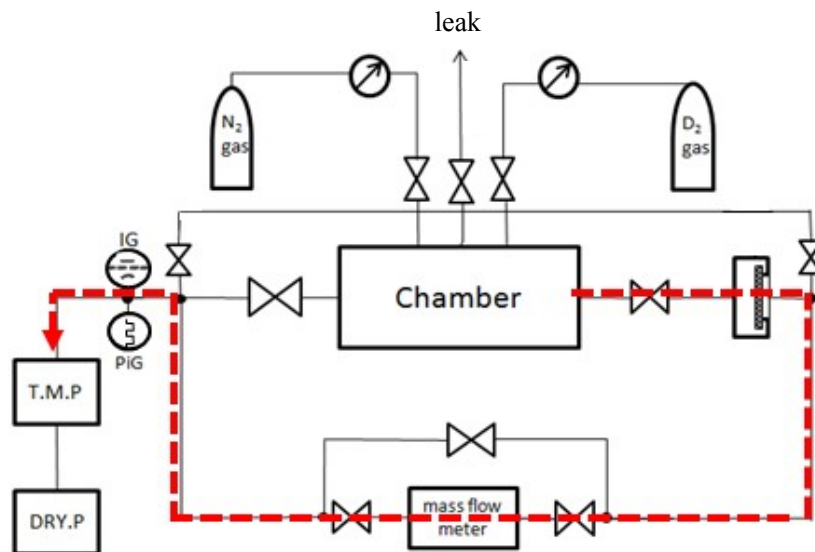 leak
N₂
gas
D₂
gas
IG
Chamber
PiG
T.M.P
mass flow
meter
DRY.P